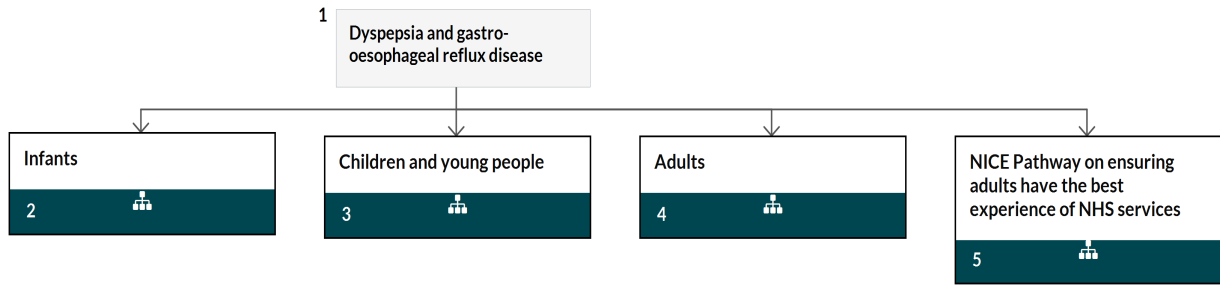 1
Dyspepsia and gastro-
oesophageal reflux disease
Infants
2
Children and young people
3
Adults
4
NICE Pathway on ensuring
adults have the best
experience of NHS services
5